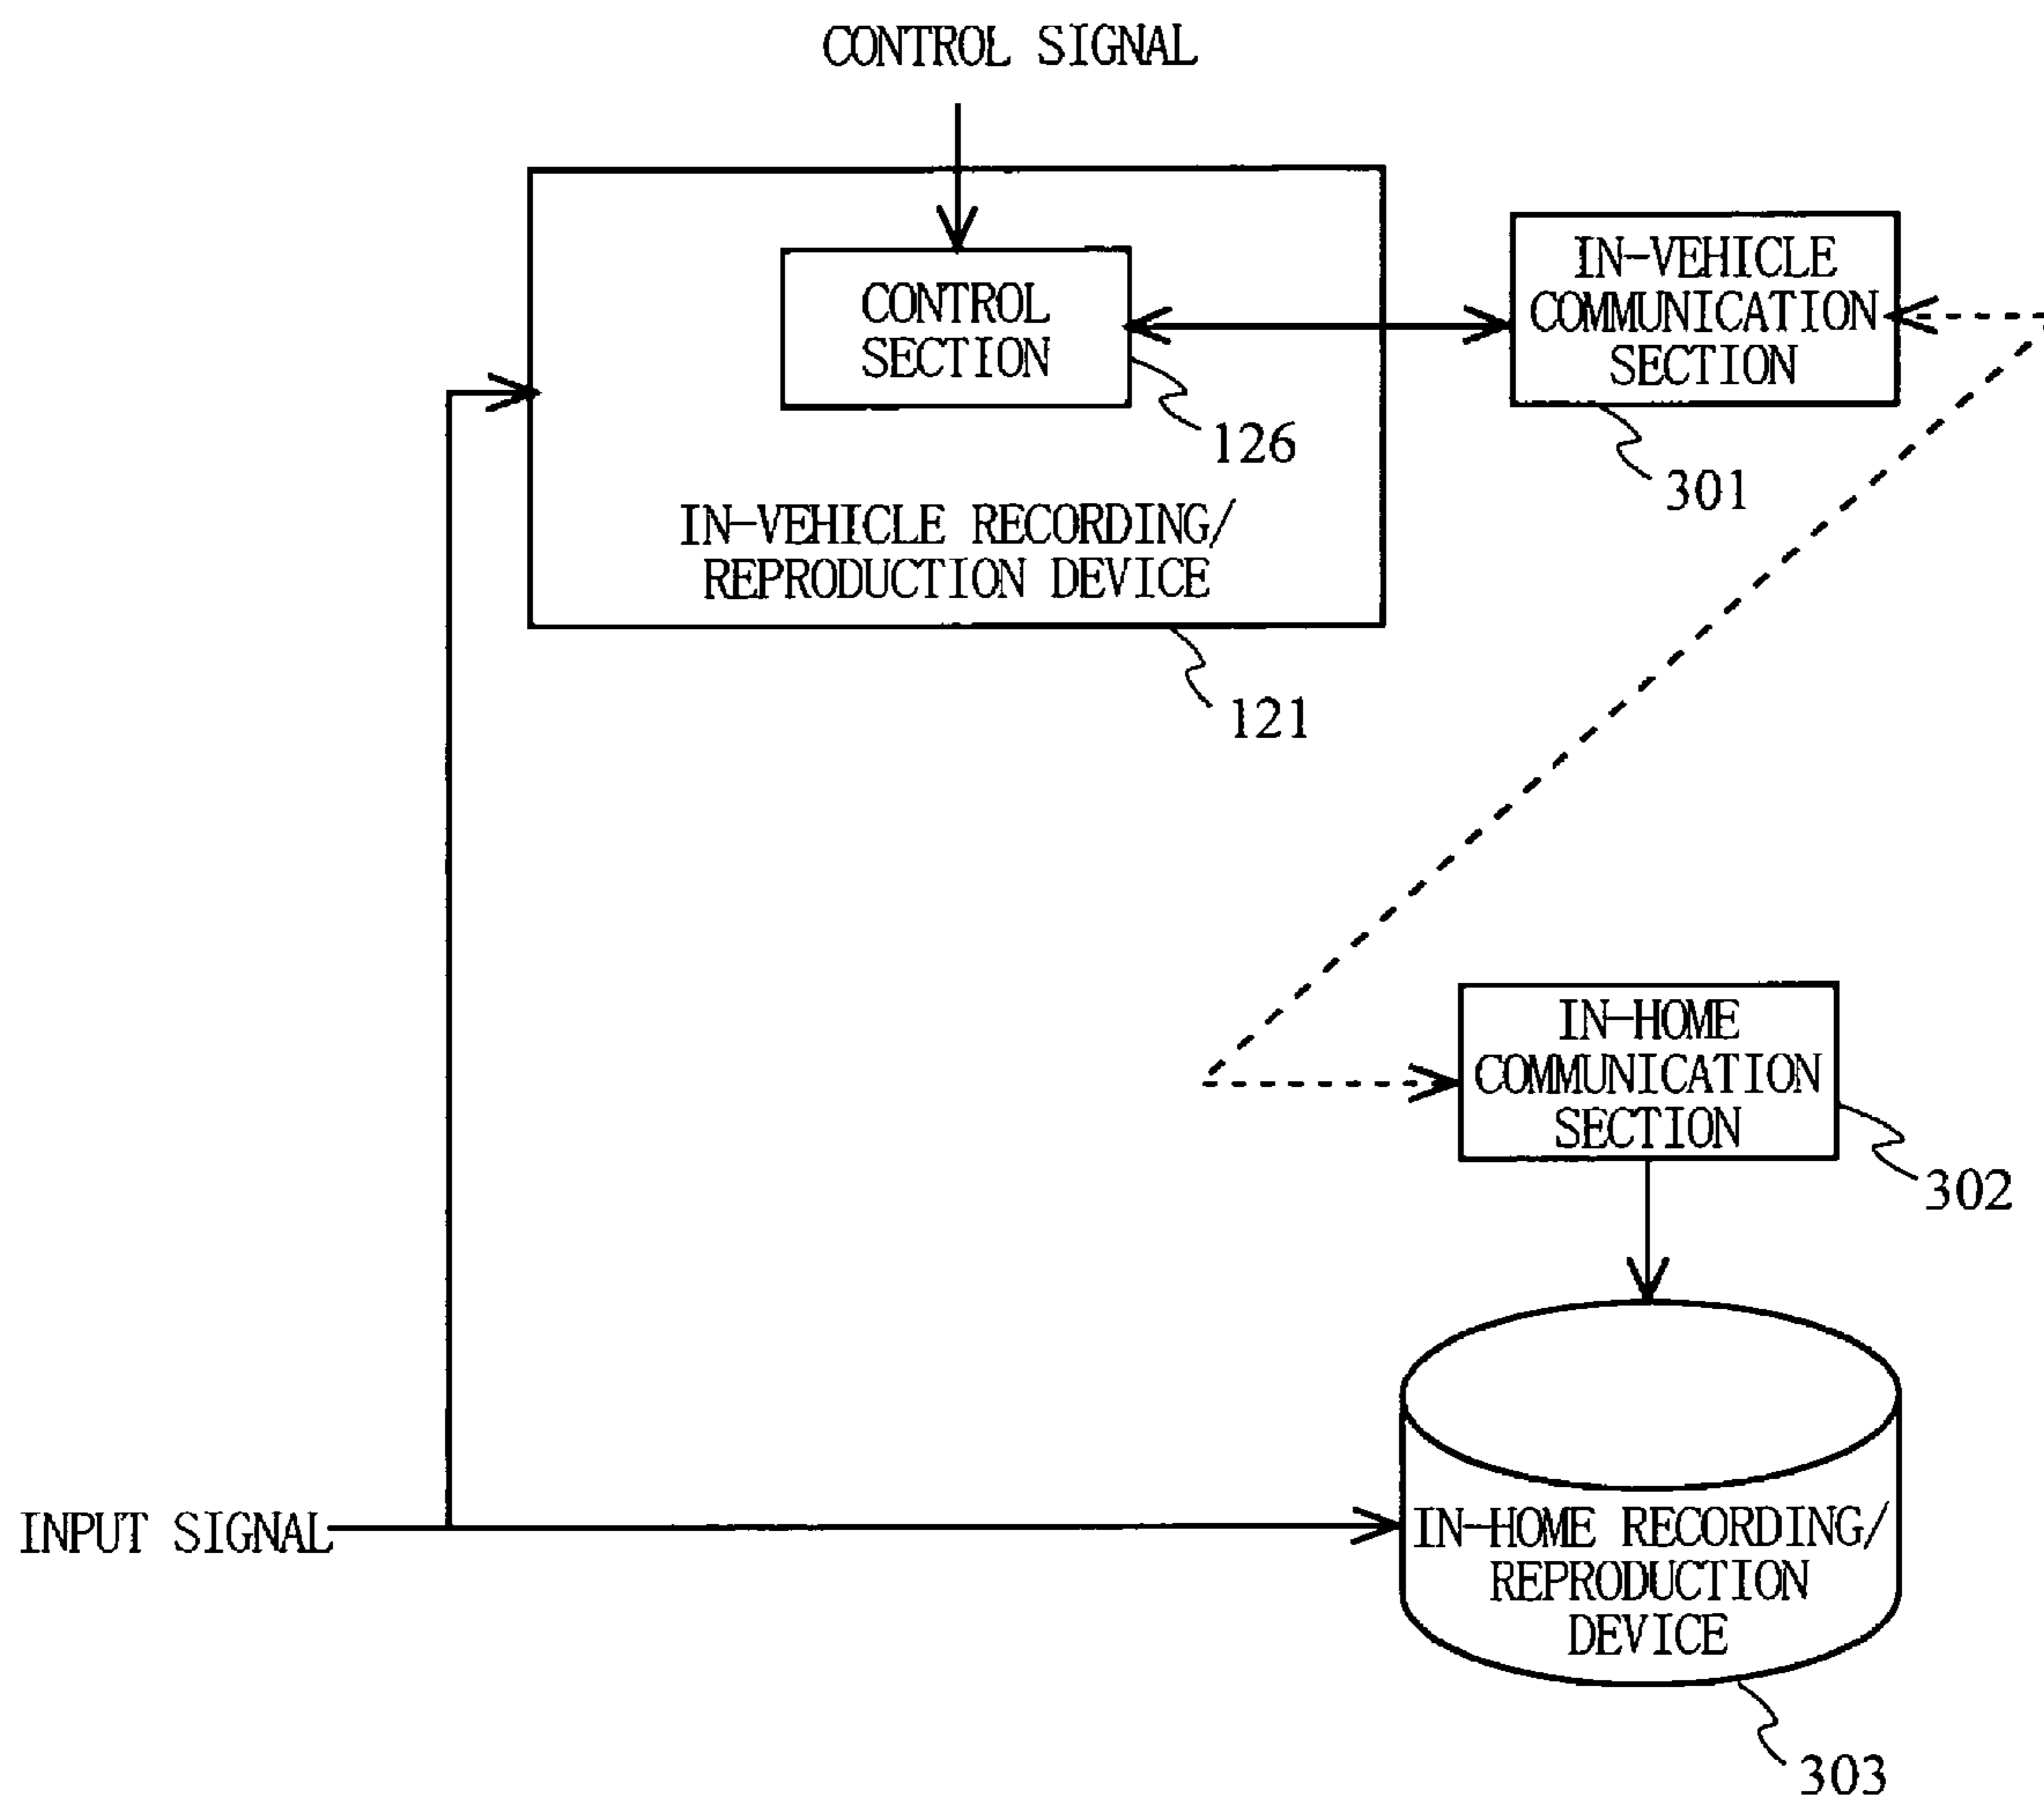 CONTROL SIGNAL
CONTROL
SECTION
126
IN-VEHICLE RECORDING/
REPRODUCTION DEVICE
121
IN-VEHICLE
COMMUNICATION
SECTION
301
IN-HOME
COMMUNICATION
SECTION
302
INPUT SIGNAL
IN-HOME RECORDING/
REPRODUCTION
DEVICE
303